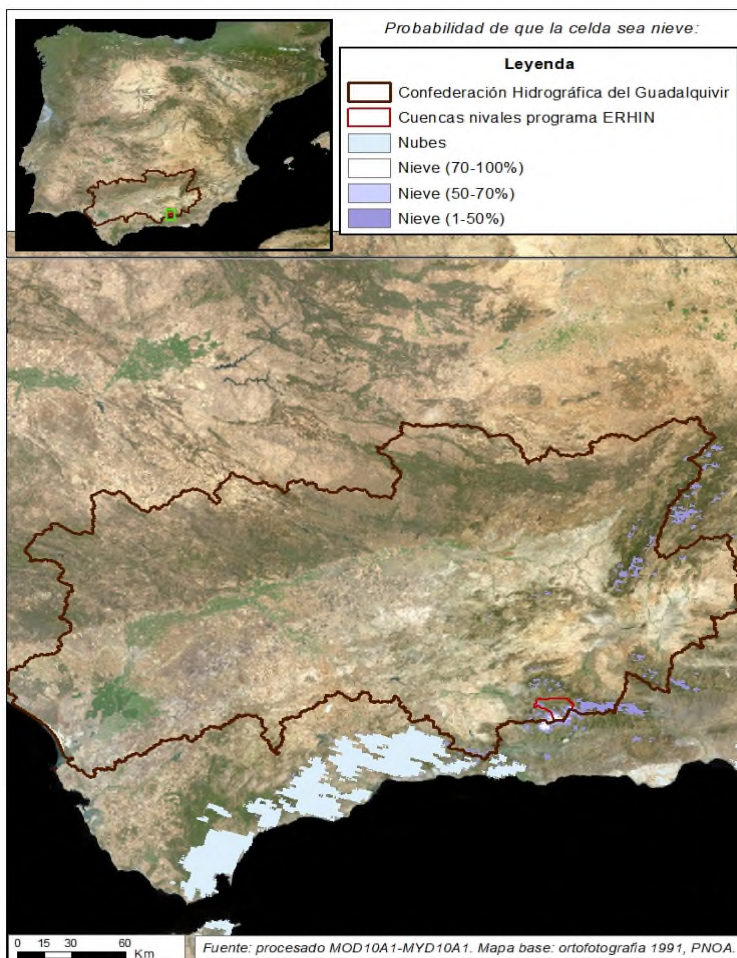 Probabilidad de que la celda sea nieve:
Leyenda
Confederación Hidrográfica del Guadalquivir
Cuencas nivales programa ERHIN
Nubes
Nieve (70-100%)
Nieve (50-70%)
Nieve (1-50%)
0 15 30 60
Km
Fuente: procesado MOD10A1-MYD10A1. Mapa base: ortofotografia 1991, PNOA.